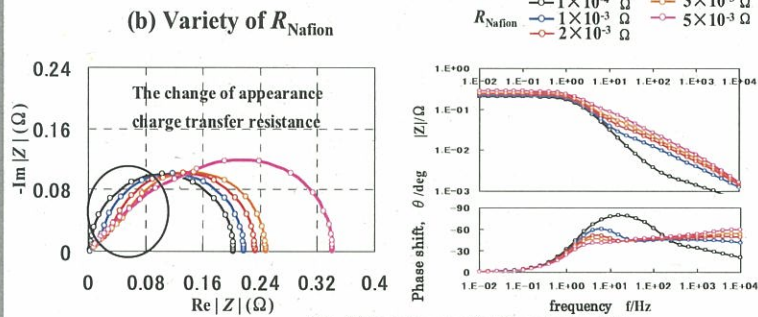 (b) Variety of RNafion
RNafion
1×10-3 Ω
2×10-3 Ω
5×10-3 Ω
The change of appearance
charge transfer resistance
0.24
0.16
0.08
0
-Im |Z| (Ω)
0 0.08 0.16 0.24 0.32 0.4
Re|Z| (Ω)
|Z|/Ω
1.E+00
1.E-01
1.E-02
1.E-03
1.E-02 1.E-01 1.E+00 1.E+01 1.E+02 1.E+03 1.E+04
Phase shift, θ/deg
-90
-60
-30
0
1.E-02 1.E-01 1.E+00 1.E+01 1.E+02 1.E+03 1.E+04
frequency f/Hz